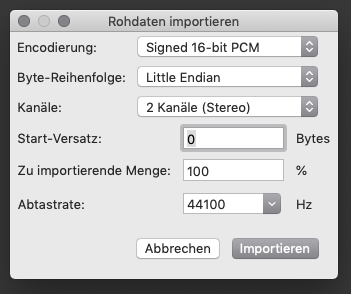 Rohdaten importieren
Encodierung: Signed 16-bit PCM
Byte-Reihenfolge: Little Endian
Kanäle: 2 Kanäle (Stereo)
Start-Versatz: 0 Bytes
Zu importierende Menge: 100 %
Abtastrate: 44100 Hz
Abbrechen Importieren